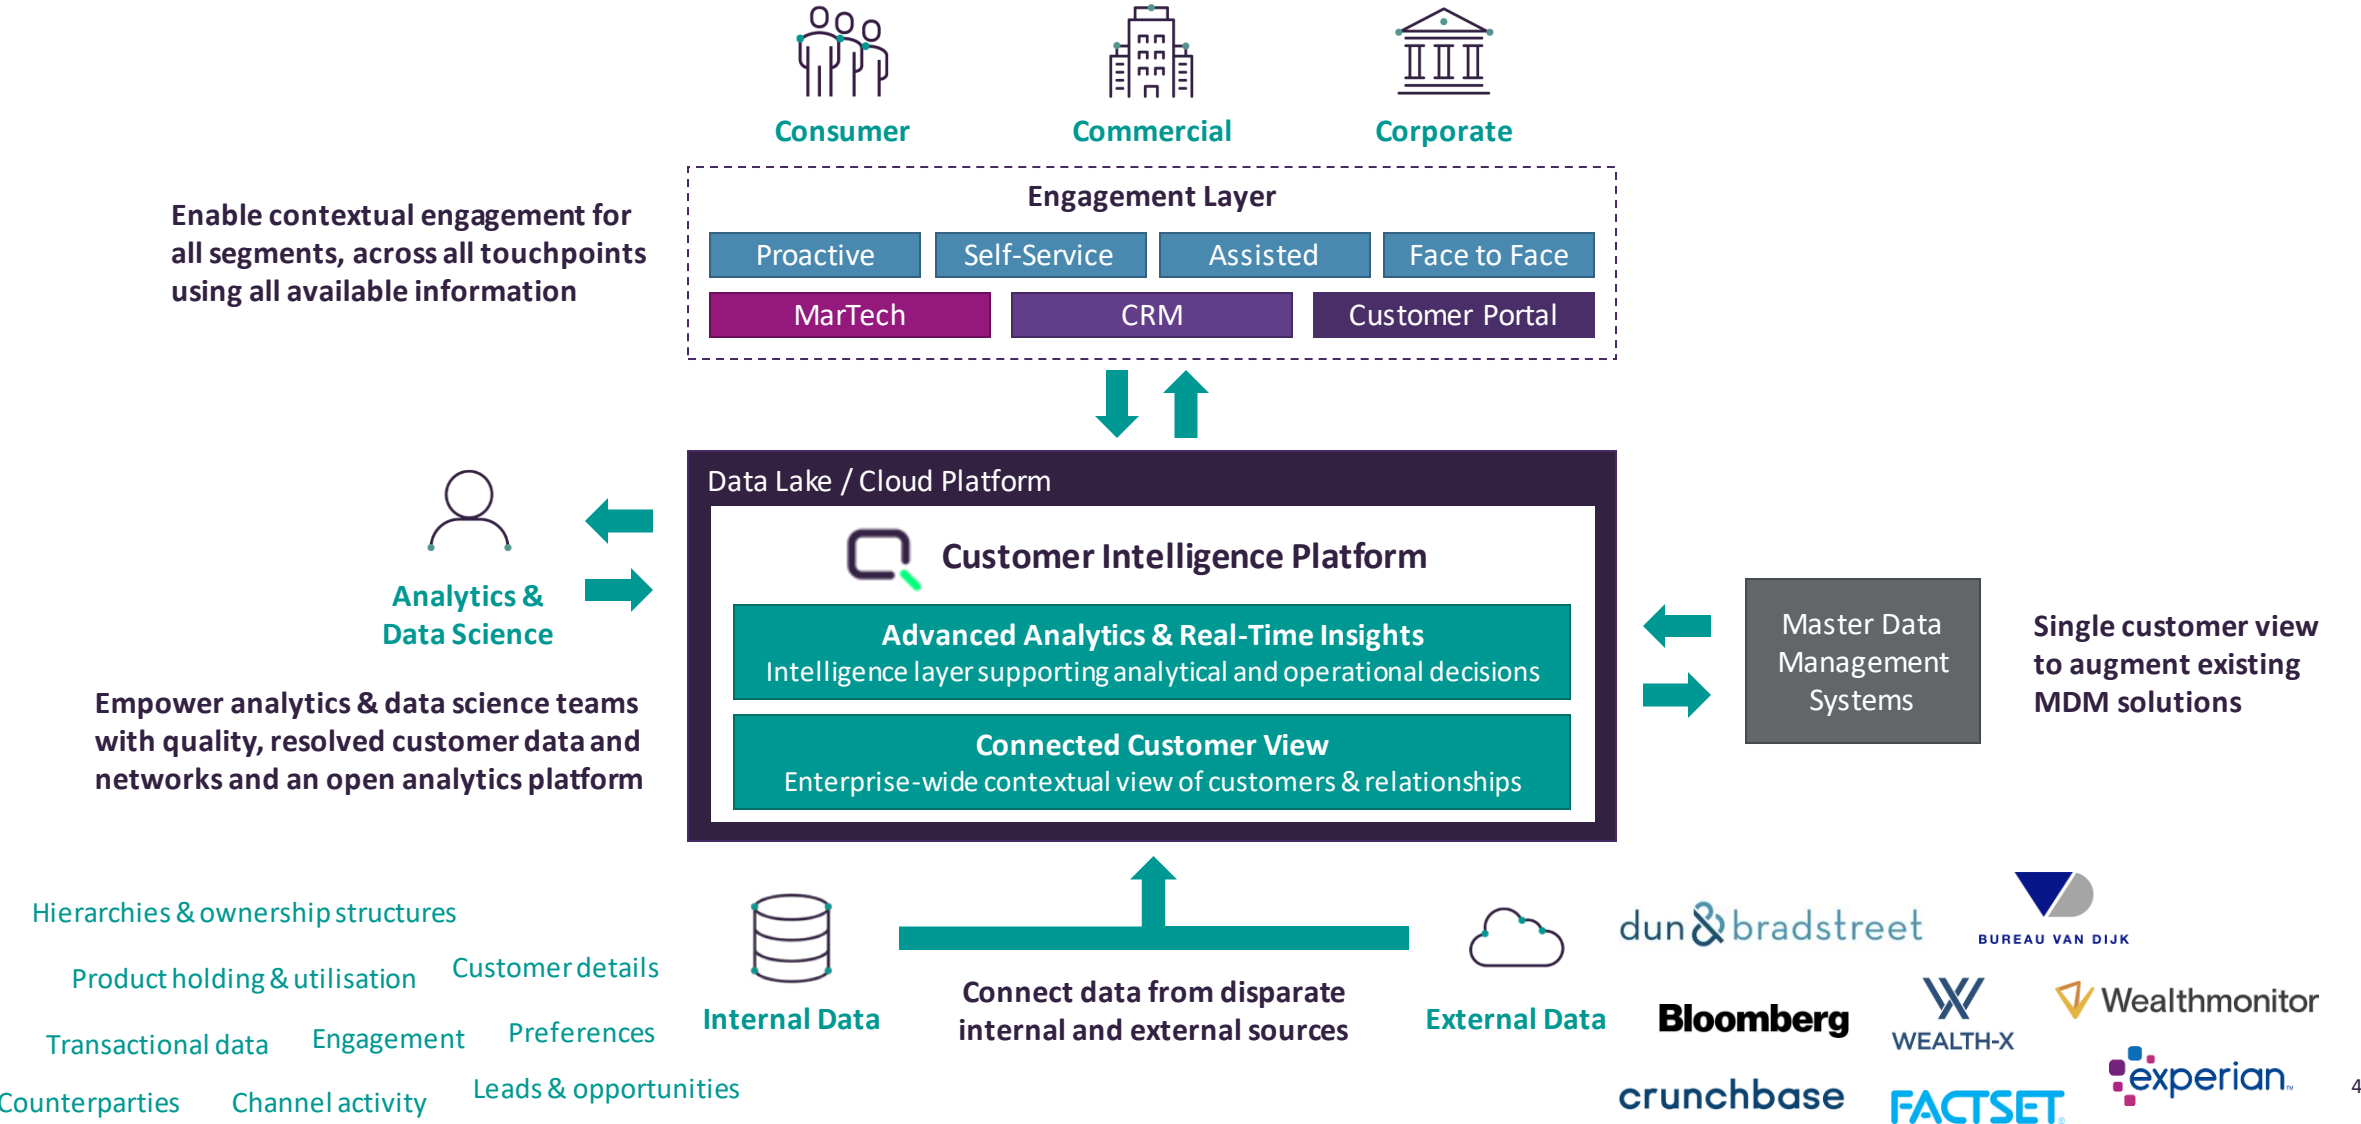 Consumer
Commercial
Corporate
Engagement Layer
Enable contextual engagement for
all segments, across all touchpoints
using all available information
Proactive
Self-Service
Assisted
Face to Face
MarTech
CRM
Customer Portal
Data Lake / Cloud Platform
Customer Intelligence Platform
Analytics &
Data Science
Advanced Analytics & Real-Time Insights
Intelligence layer supporting analytical and operational decisions
Master Data
Management
Systems
Single customer view
to augment existing
MDM solutions
Empower analytics & data science teams
with quality, resolved customer data and
networks and an open analytics platform
Connected Customer View
Enterprise-wide contextual view of customers & relationships
Hierarchies & ownership structures
Product holding & utilisation
Customer details
Transactional data
Engagement
Preferences
Counterparties
Channel activity
Leads & opportunities
Internal Data
Connect data from disparate
internal and external sources
External Data
dun & bradstreet
BUREAU VAN DIJK
Bloomberg
WEALTH-X
Wealthmonitor
crunchbase
FACTSET
experian
4